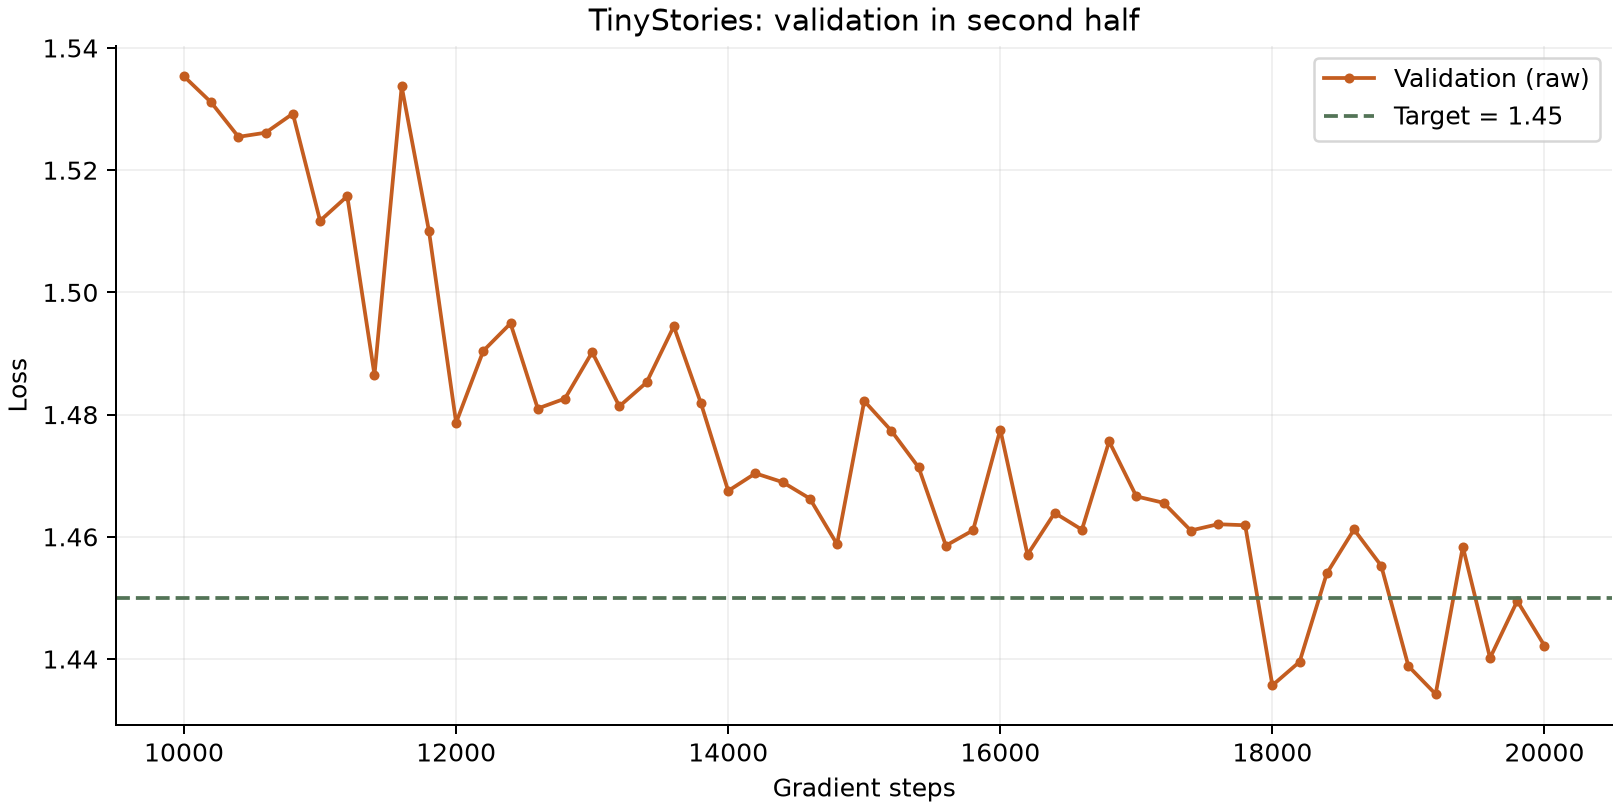 TinyStories: validation in second half
1.54
1.52
1.50
1.48
1.46
1.44
Loss
Validation (raw)
Target = 1.45
10000
12000
14000
16000
18000
20000
Gradient steps